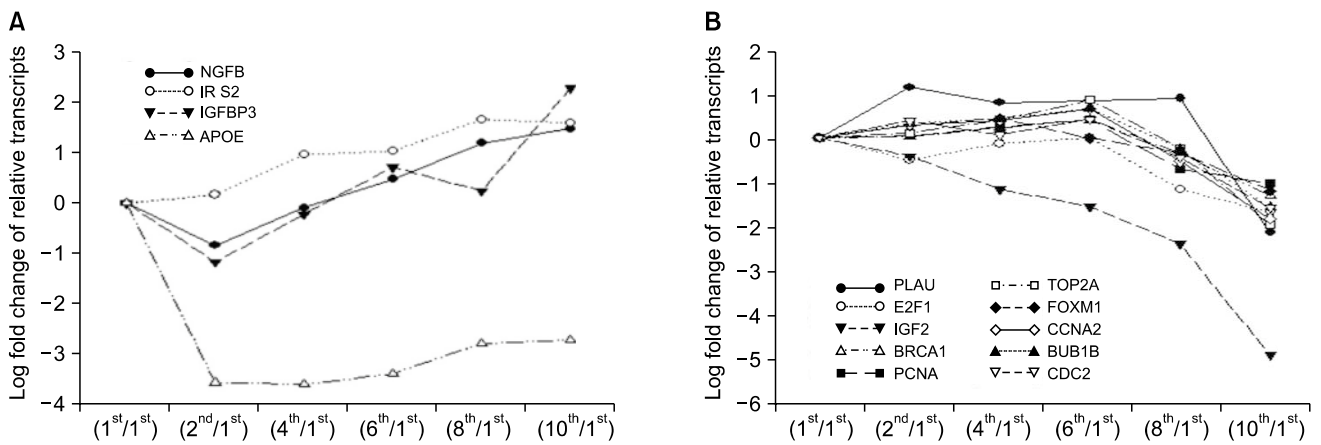 A
Log fold change of relative transcripts
3
2
1
0
−1
−2
−3
−4
NGFB
IR S2
IGFBP3
APOE
(1st/1st) (2nd/1st) (4th/1st) (6th/1st) (8th/1st) (10th/1st)
B
Log fold change of relative transcripts
2
1
0
−1
−2
−3
−4
−5
−6
PLAU
E2F1
IGF2
BRCA1
PCNA
TOP2A
FOXM1
CCNA2
BUB1B
CDC2
(1st/1st) (2nd/1st) (4th/1st) (6th/1st) (8th/1st) (10th/1st)